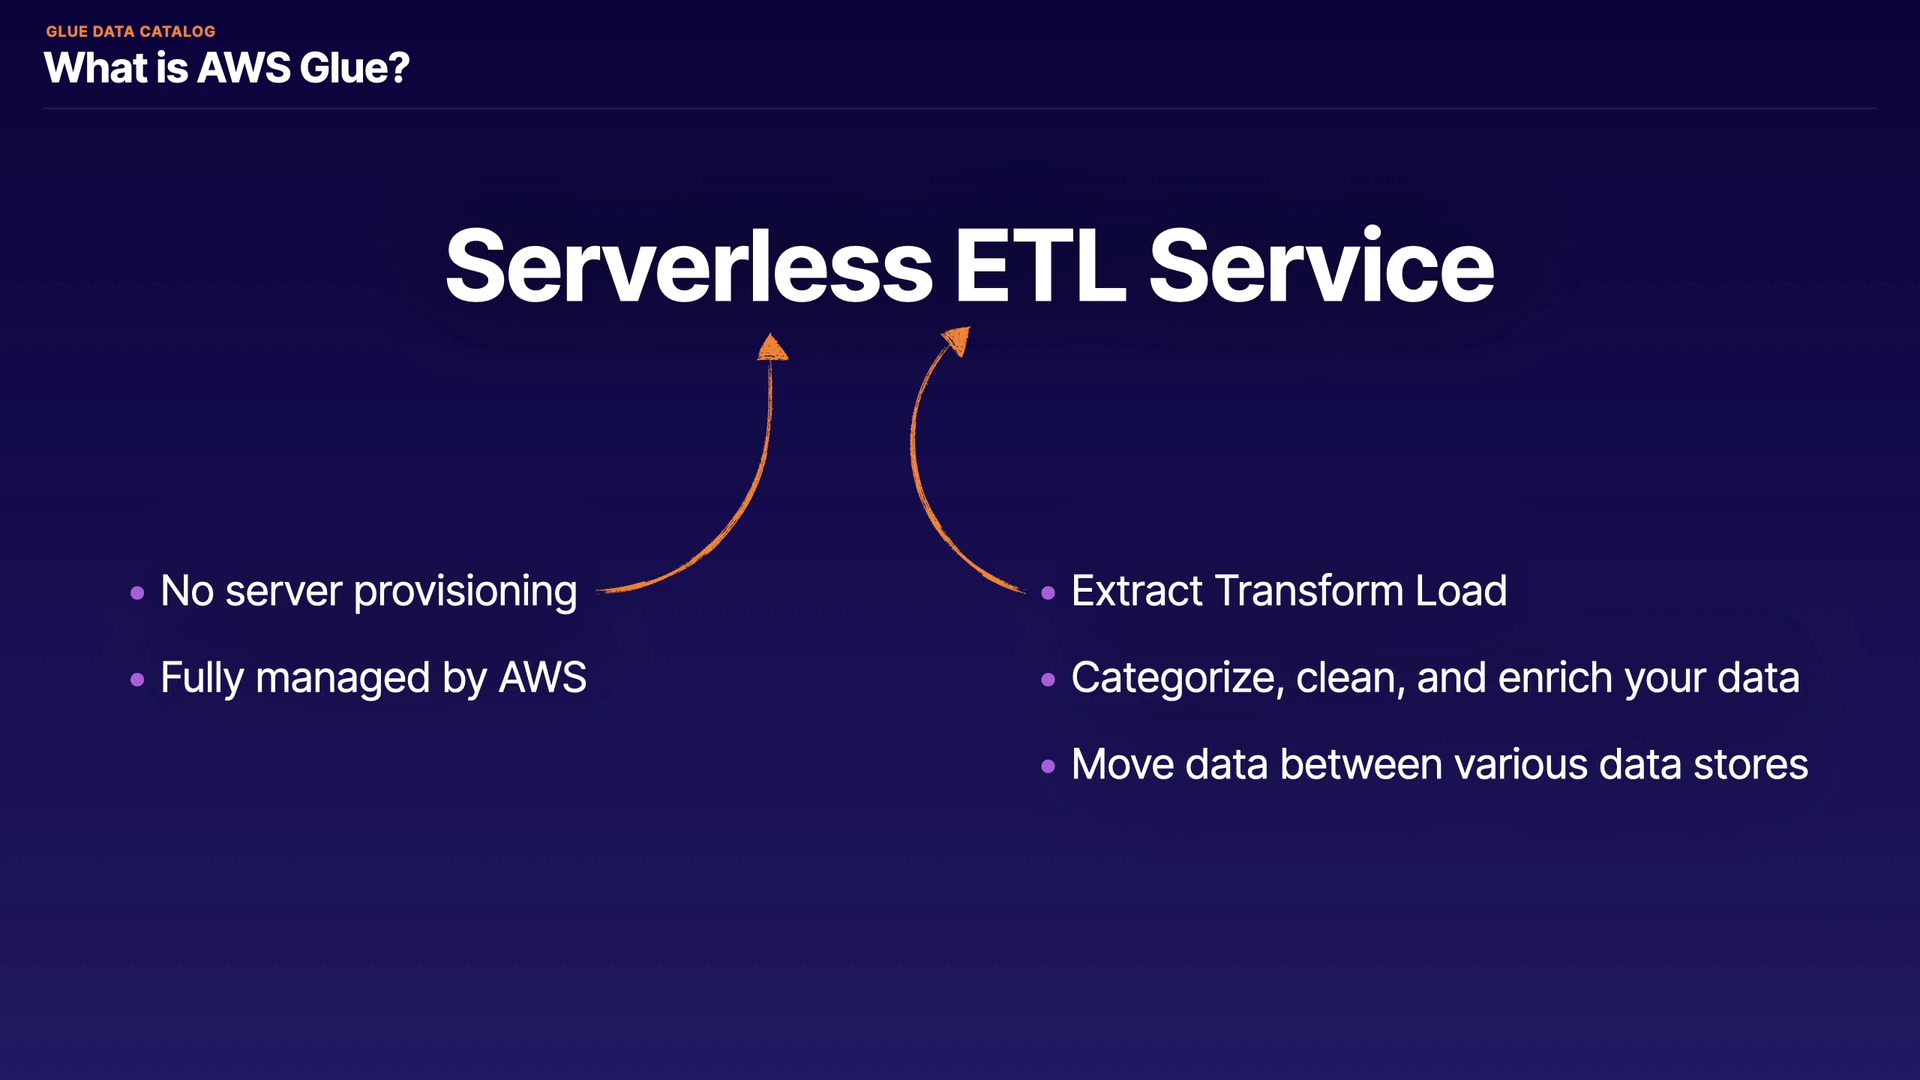 GLUE DATA CATALOG
What is AWS Glue?
Serverless ETL Service
No server provisioning
Fully managed by AWS
Extract Transform Load
Categorize, clean, and enrich your data
Move data between various data stores